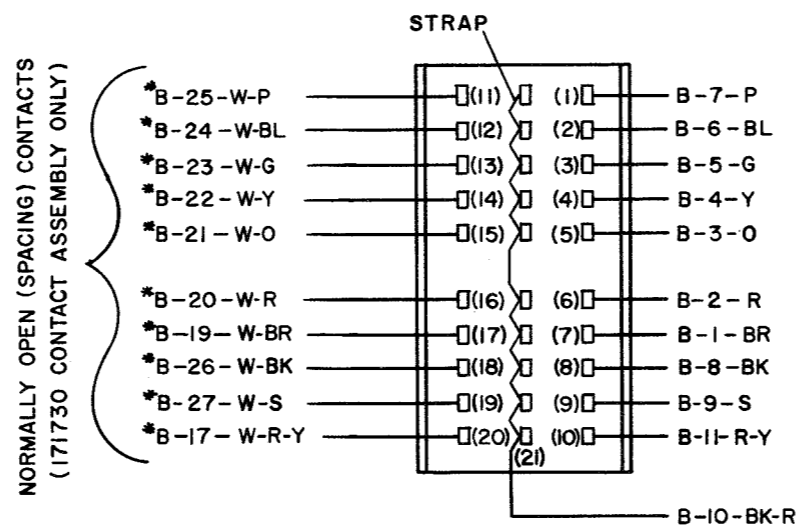 STRAP
NORMALLY OPEN (SPACING) CONTACTS
(171730 CONTACT ASSEMBLY ONLY)
*B-25-W-P (11) (1) B-7-P
*B-24-W-BL (12) (2) B-6-BL
*B-23-W-G (13) (3) B-5-G
*B-22-W-Y (14) (4) B-4-Y
*B-21-W-O (15) (5) B-3-O
*B-20-W-R (16) (6) B-2-R
*B-19-W-BR (17) (7) B-1-BR
*B-26-W-BK (18) (8) B-8-BK
*B-27-W-S (19) (9) B-9-S
*B-17-W-R-Y (20) (10) B-11-R-Y
(21)
B-10-BK-R